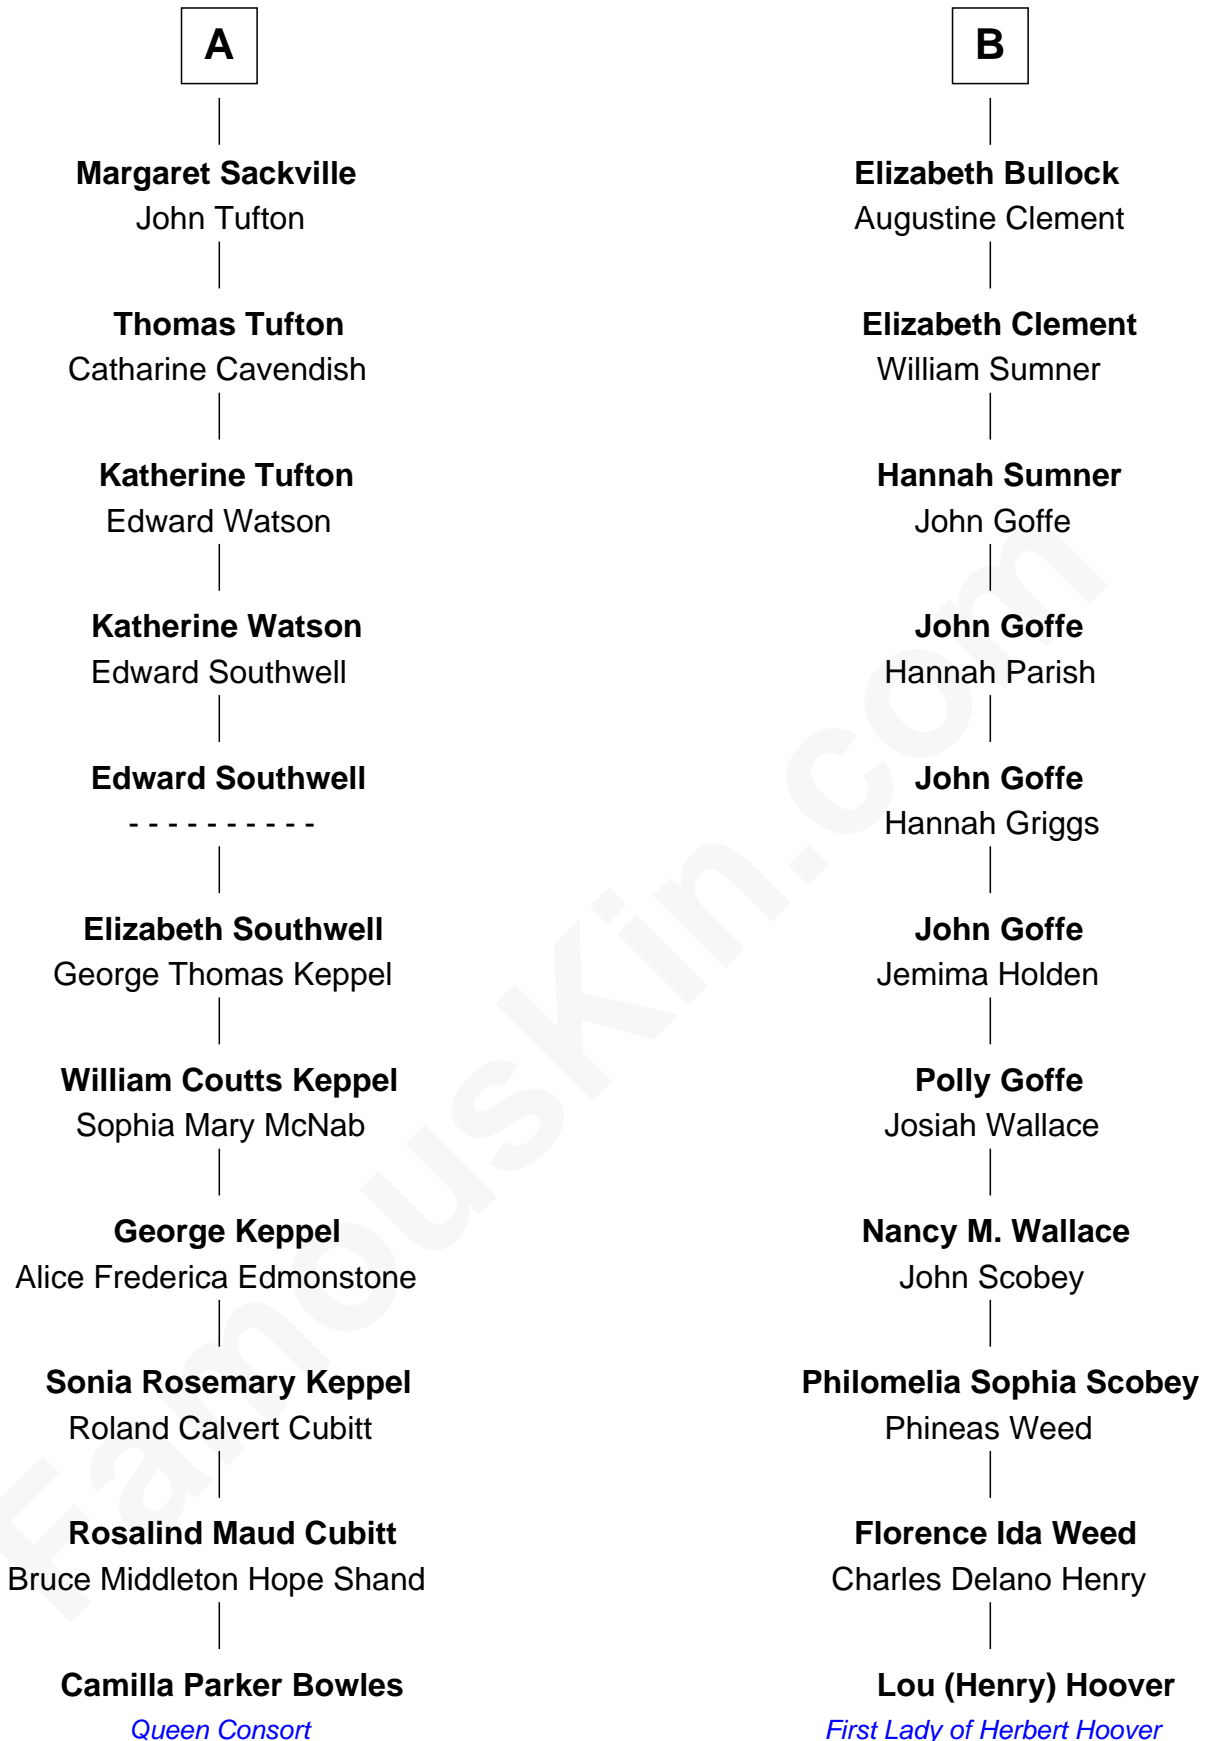 A
Margaret Sackville
John Tufton
Thomas Tufton
Catharine Cavendish
Katherine Tufton
Edward Watson
Katherine Watson
Edward Southwell
Edward Southwell
- - - - - - - - - -
Elizabeth Southwell
George Thomas Keppel
William Coutts Keppel
Sophia Mary McNab
George Keppel
Alice Frederica Edmonstone
Sonia Rosemary Keppel
Roland Calvert Cubitt
Rosalind Maud Cubitt
Bruce Middleton Hope Shand
Camilla Parker Bowles
Queen Consort
B
Elizabeth Bullock
Augustine Clement
Elizabeth Clement
William Sumner
Hannah Sumner
John Goffe
John Goffe
Hannah Parish
John Goffe
Hannah Griggs
John Goffe
Jemima Holden
Polly Goffe
Josiah Wallace
Nancy M. Wallace
John Scobey
Philomelia Sophia Scobey
Phineas Weed
Florence Ida Weed
Charles Delano Henry
Lou (Henry) Hoover
First Lady of Herbert Hoover
FamousKin.com